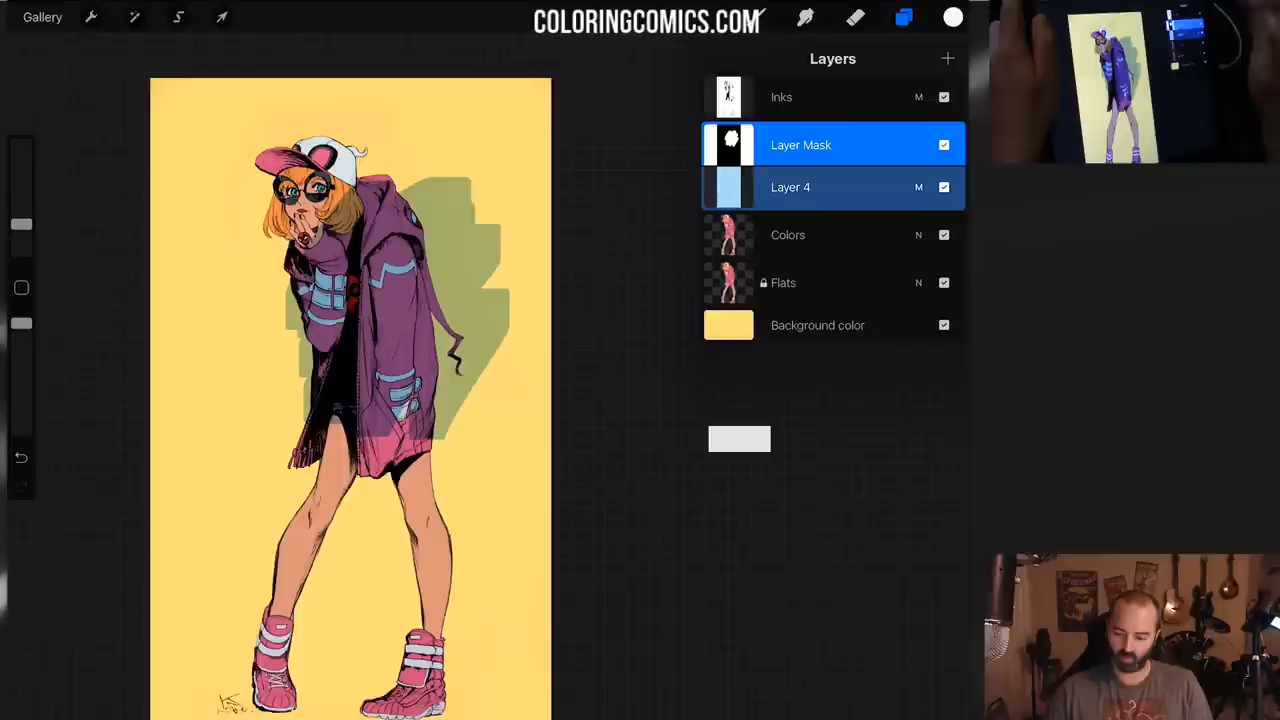 Gallery
COLORINGCOMICS.COM
Layers
Inks M
Layer Mask
Layer 4 M
Colors N
Flats N
Background color